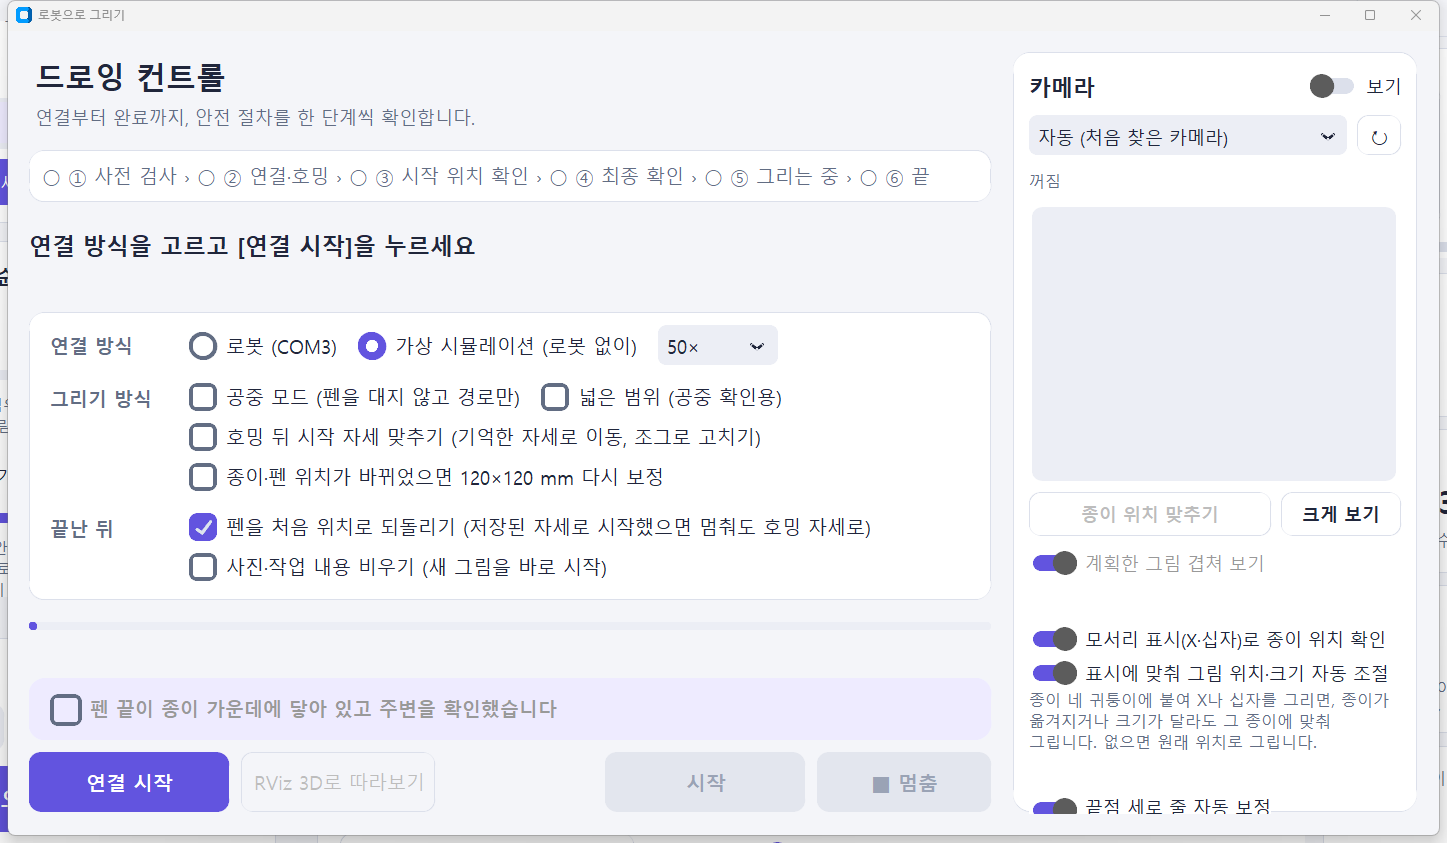 로봇으로 그리기
드로잉 컨트롤
연결부터 완료까지, 안전 절차를 한 단계씩 확인합니다.
○ ① 사전 검사 › ○ ② 연결·호밍 › ○ ③ 시작 위치 확인 › ○ ④ 최종 확인 › ○ ⑤ 그리는 중 › ○ ⑥ 끝
연결 방식을 고르고 [연결 시작]을 누르세요
연결 방식 로봇 (COM3) 가상 시뮬레이션 (로봇 없이) 50×
그리기 방식 공중 모드 (펜을 대지 않고 경로만) 넓은 범위 (공중 확인용)
호밍 뒤 시작 자세 맞추기 (기억한 자세로 이동, 조그로 고치기)
종이·펜 위치가 바뀌었으면 120×120 mm 다시 보정
끝난 뒤 펜을 처음 위치로 되돌리기 (저장된 자세로 시작했으면 멈춰도 호밍 자세로)
사진·작업 내용 비우기 (새 그림을 바로 시작)
펜 끝이 종이 가운데에 닿아 있고 주변을 확인했습니다
연결 시작 RViz 3D로 따라보기 시작 ■ 멈춤
카메라 보기
자동 (처음 찾은 카메라)
꺼짐
종이 위치 맞추기 크게 보기
계획한 그림 겹쳐 보기
모서리 표시(X·십자)로 종이 위치 확인
표시에 맞춰 그림 위치·크기 자동 조절
종이 네 귀퉁이에 붙여 X나 십자를 그리면, 종이가
옮겨지거나 크기가 달라도 그 종이에 맞춰
그립니다. 없으면 원래 위치로 그립니다.
끝점 세로 줄 자동 보정